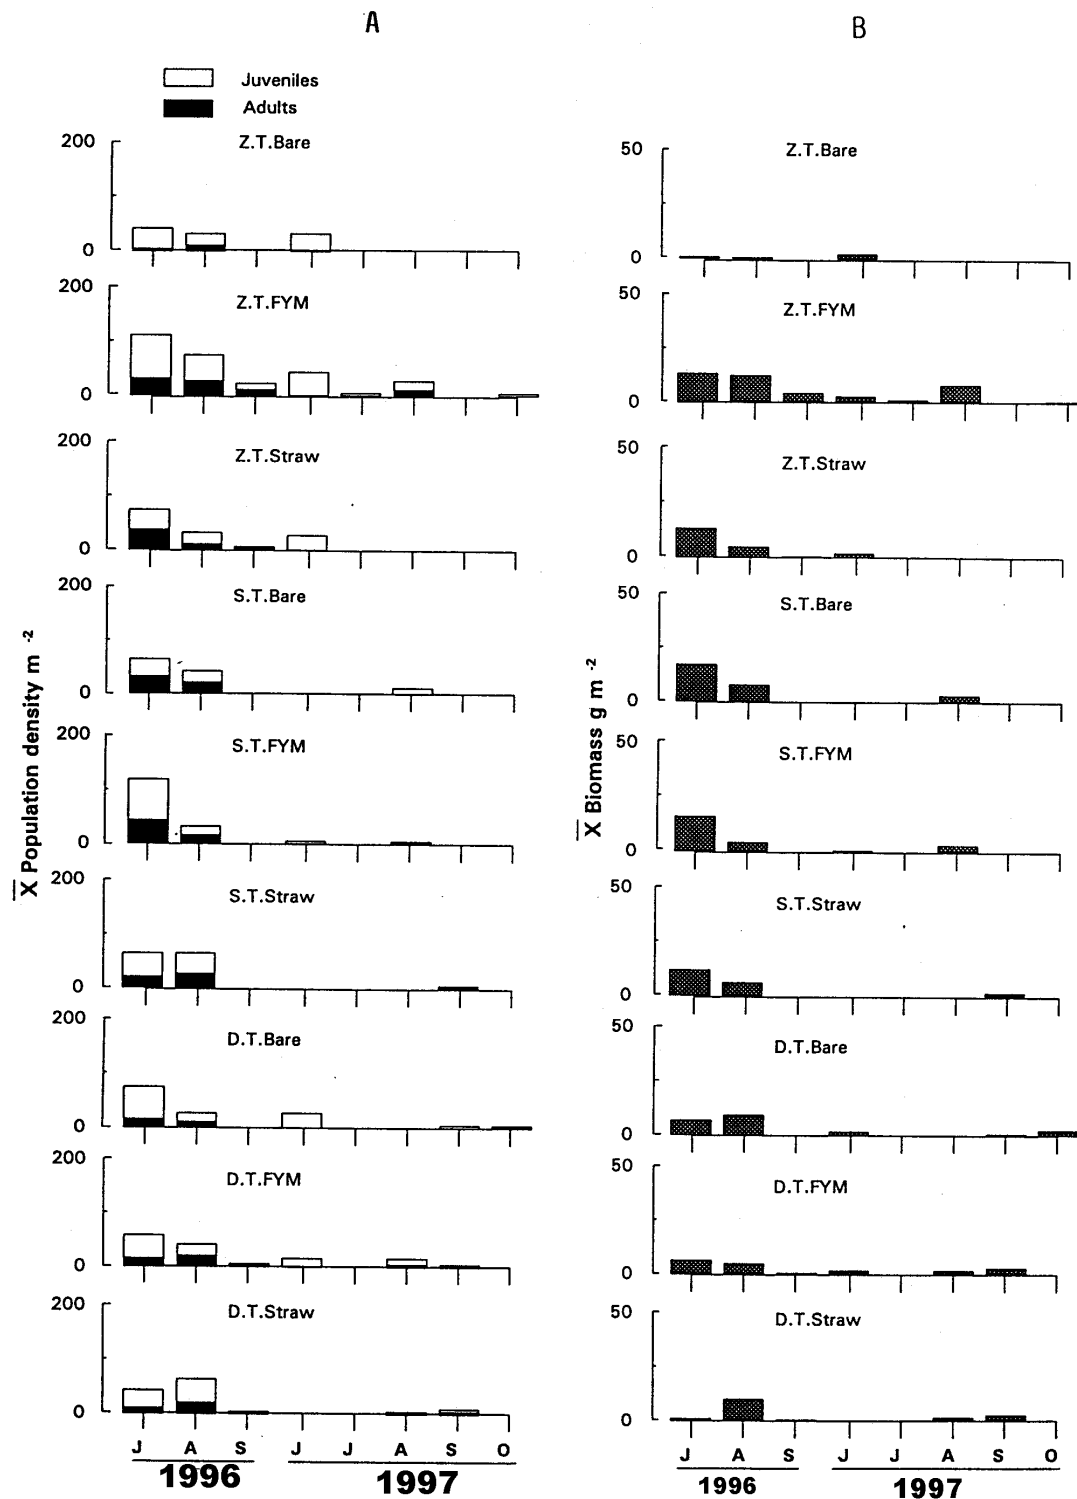 A
Juveniles
Adults
Z.T.Bare
200
0
Z.T.FYM
200
0
Z.T.Straw
200
0
S.T.Bare
200
0
S.T.FYM
200
0
S.T.Straw
200
0
D.T.Bare
200
0
D.T.FYM
200
0
D.T.Straw
200
0
X̅ Population density m -2
J A S J J A S O
1996 1997
B
Z.T.Bare
50
0
Z.T.FYM
50
0
Z.T.Straw
50
0
S.T.Bare
50
0
S.T.FYM
50
0
S.T.Straw
50
0
D.T.Bare
50
0
D.T.FYM
50
0
D.T.Straw
50
0
X̅ Biomass g m -2
J A S J J A S O
1996 1997